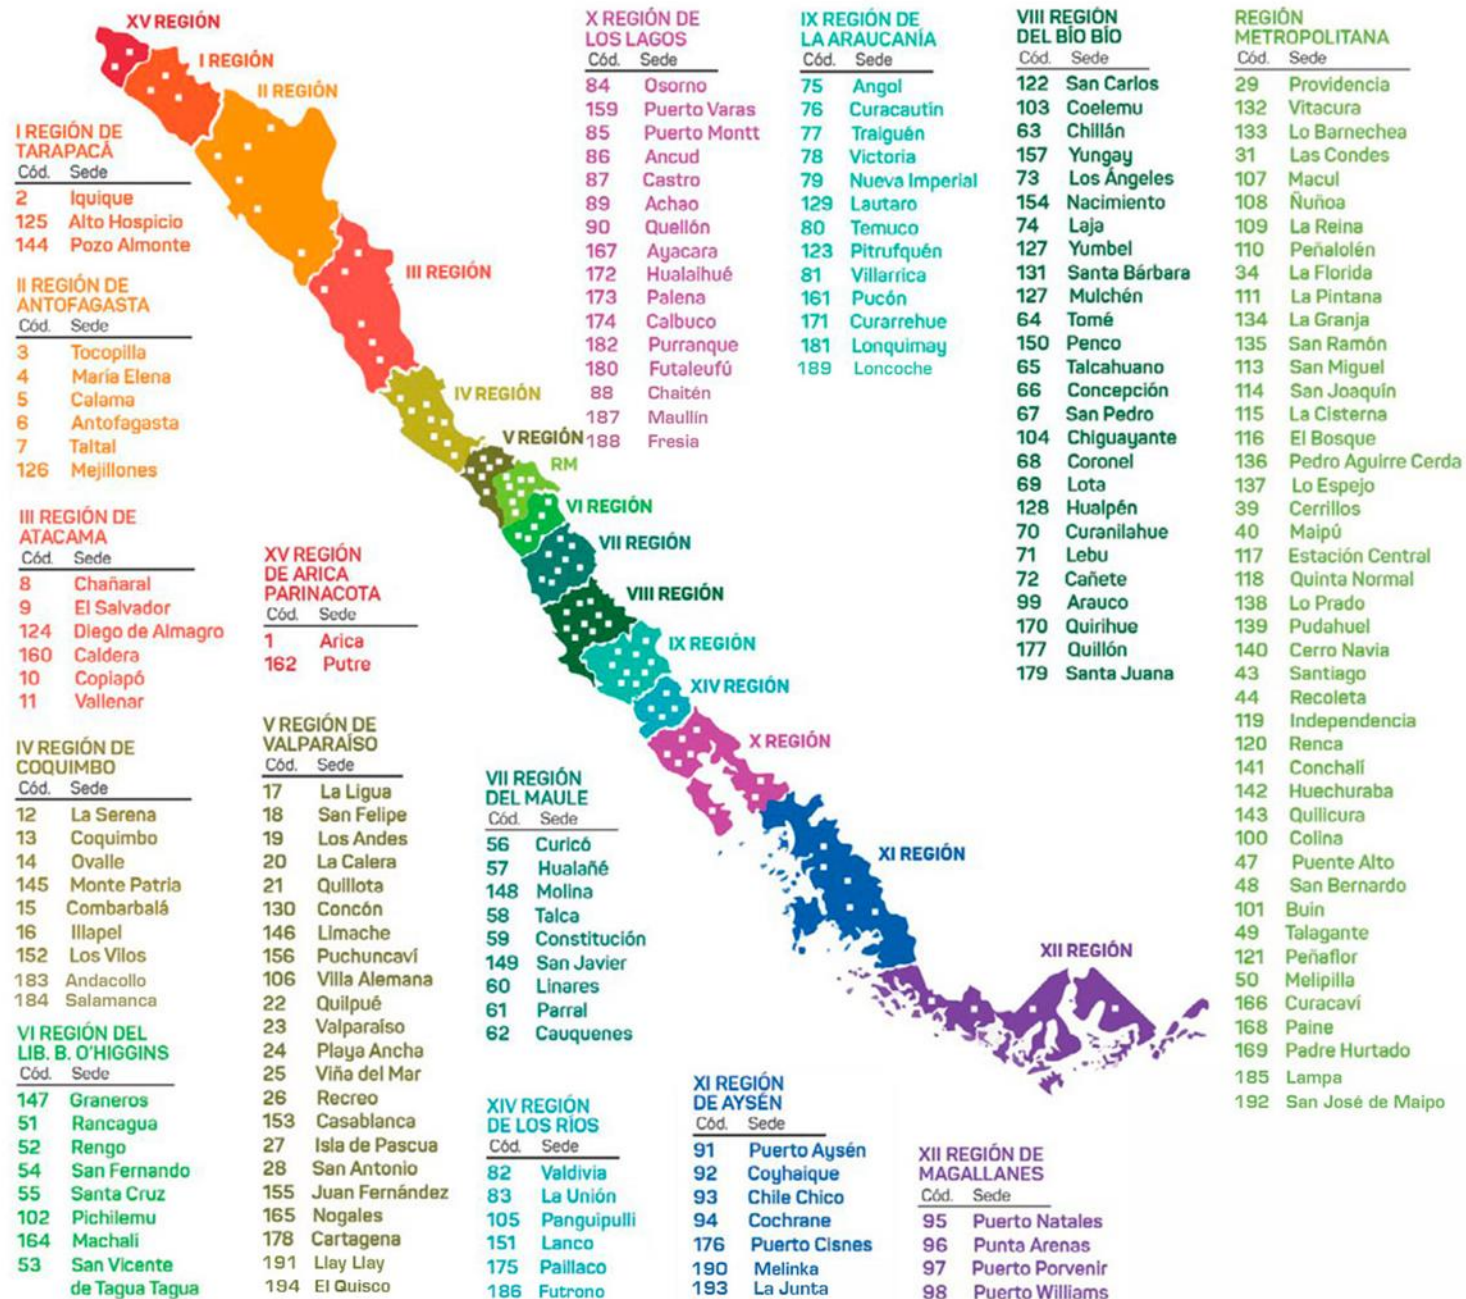 XV REGIÓN
I REGIÓN
II REGIÓN
III REGIÓN
IV REGIÓN
V REGIÓN
RM
VI REGIÓN
VII REGIÓN
VIII REGIÓN
IX REGIÓN
XIV REGIÓN
X REGIÓN
XI REGIÓN
XII REGIÓN
I REGIÓN DE
TARAPACÁ
Cód. Sede
2 Iquique
125 Alto Hospicio
144 Pozo Almonte
II REGIÓN DE
ANTOFAGASTA
Cód. Sede
3 Tocopilla
4 María Elena
5 Calama
6 Antofagasta
7 Taltal
126 Mejillones
III REGIÓN DE
ATACAMA
Cód. Sede
8 Chañaral
9 El Salvador
124 Diego de Almagro
160 Caldera
10 Copiapó
11 Vallenar
IV REGIÓN DE
COQUIMBO
Cód. Sede
12 La Serena
13 Coquimbo
14 Ovalle
145 Monte Patria
15 Combarbalá
16 Illapel
152 Los Vilos
183 Andacollo
184 Salamanca
VI REGIÓN DEL
LIB. B. O'HIGGINS
Cód. Sede
147 Graneros
51 Rancagua
52 Rengo
54 San Fernando
55 Santa Cruz
102 Pichilemu
164 Machalí
53 San Vicente
de Tagua Tagua
XV REGIÓN
DE ARICA
PARINACOTA
Cód. Sede
1 Arica
162 Putre
V REGIÓN DE
VALPARAÍSO
Cód. Sede
17 La Ligua
18 San Felipe
19 Los Andes
20 La Calera
21 Quillota
130 Concón
146 Limache
156 Puchuncaví
106 Villa Alemana
22 Quilpué
23 Valparaíso
24 Playa Ancha
25 Viña del Mar
26 Recreo
153 Casablanca
27 Isla de Pascua
28 San Antonio
155 Juan Fernández
165 Nogales
178 Cartagena
191 Llay Llay
194 El Quisco
VII REGIÓN
DEL MAULE
Cód. Sede
56 Curicó
57 Hualañé
148 Molina
58 Talca
59 Constitución
149 San Javier
60 Linares
61 Parral
62 Cauquenes
XIV REGIÓN
DE LOS RÍOS
Cód. Sede
82 Valdivia
83 La Unión
105 Panguipulli
151 Lanco
175 Paillaco
186 Futrono
X REGIÓN DE
LOS LAGOS
Cód. Sede
84 Osorno
159 Puerto Varas
85 Puerto Montt
86 Ancud
87 Castro
89 Achao
90 Quellón
167 Ayacara
172 Hualaihué
173 Palena
174 Calbuco
182 Purranque
180 Futaleufú
88 Chaitén
187 Maullín
188 Fresia
XI REGIÓN
DE AYSÉN
Cód. Sede
91 Puerto Aysén
92 Coyhaique
93 Chile Chico
94 Cochrane
176 Puerto Cisnes
190 Melinka
193 La Junta
IX REGIÓN DE
LA ARAUCANÍA
Cód. Sede
75 Angol
76 Curacautín
77 Traiguén
78 Victoria
79 Nueva Imperial
129 Lautaro
80 Temuco
123 Pitrufquén
81 Villarrica
161 Pucón
171 Curarrehue
181 Lonquimay
189 Loncoche
XII REGIÓN DE
MAGALLANES
Cód. Sede
95 Puerto Natales
96 Punta Arenas
97 Puerto Porvenir
98 Puerto Williams
VIII REGIÓN
DEL BÍO BÍO
Cód. Sede
122 San Carlos
103 Coelemu
63 Chillán
157 Yungay
73 Los Ángeles
154 Nacimiento
74 Laja
127 Yumbel
131 Santa Bárbara
127 Mulchén
64 Tomé
150 Penco
65 Talcahuano
66 Concepción
67 San Pedro
104 Chiguayante
68 Coronel
69 Lota
128 Hualpén
70 Curanilahue
71 Lebu
72 Cañete
99 Arauco
170 Quirihue
177 Quillón
179 Santa Juana
REGIÓN
METROPOLITANA
Cód. Sede
29 Providencia
132 Vitacura
133 Lo Barnechea
31 Las Condes
107 Macul
108 Ñuñoa
109 La Reina
110 Peñalolén
34 La Florida
111 La Pintana
134 La Granja
135 San Ramón
113 San Miguel
114 San Joaquín
115 La Cisterna
116 El Bosque
136 Pedro Aguirre Cerda
137 Lo Espejo
39 Cerrillos
40 Maipú
117 Estación Central
118 Quinta Normal
138 Lo Prado
139 Pudahuel
140 Cerro Navia
43 Santiago
44 Recoleta
119 Independencia
120 Renca
141 Conchalí
142 Huechuraba
143 Quilicura
100 Colina
47 Puente Alto
48 San Bernardo
101 Buin
49 Talagante
121 Peñaflor
50 Melipilla
166 Curacaví
168 Paine
169 Padre Hurtado
185 Lampa
192 San José de Maipo